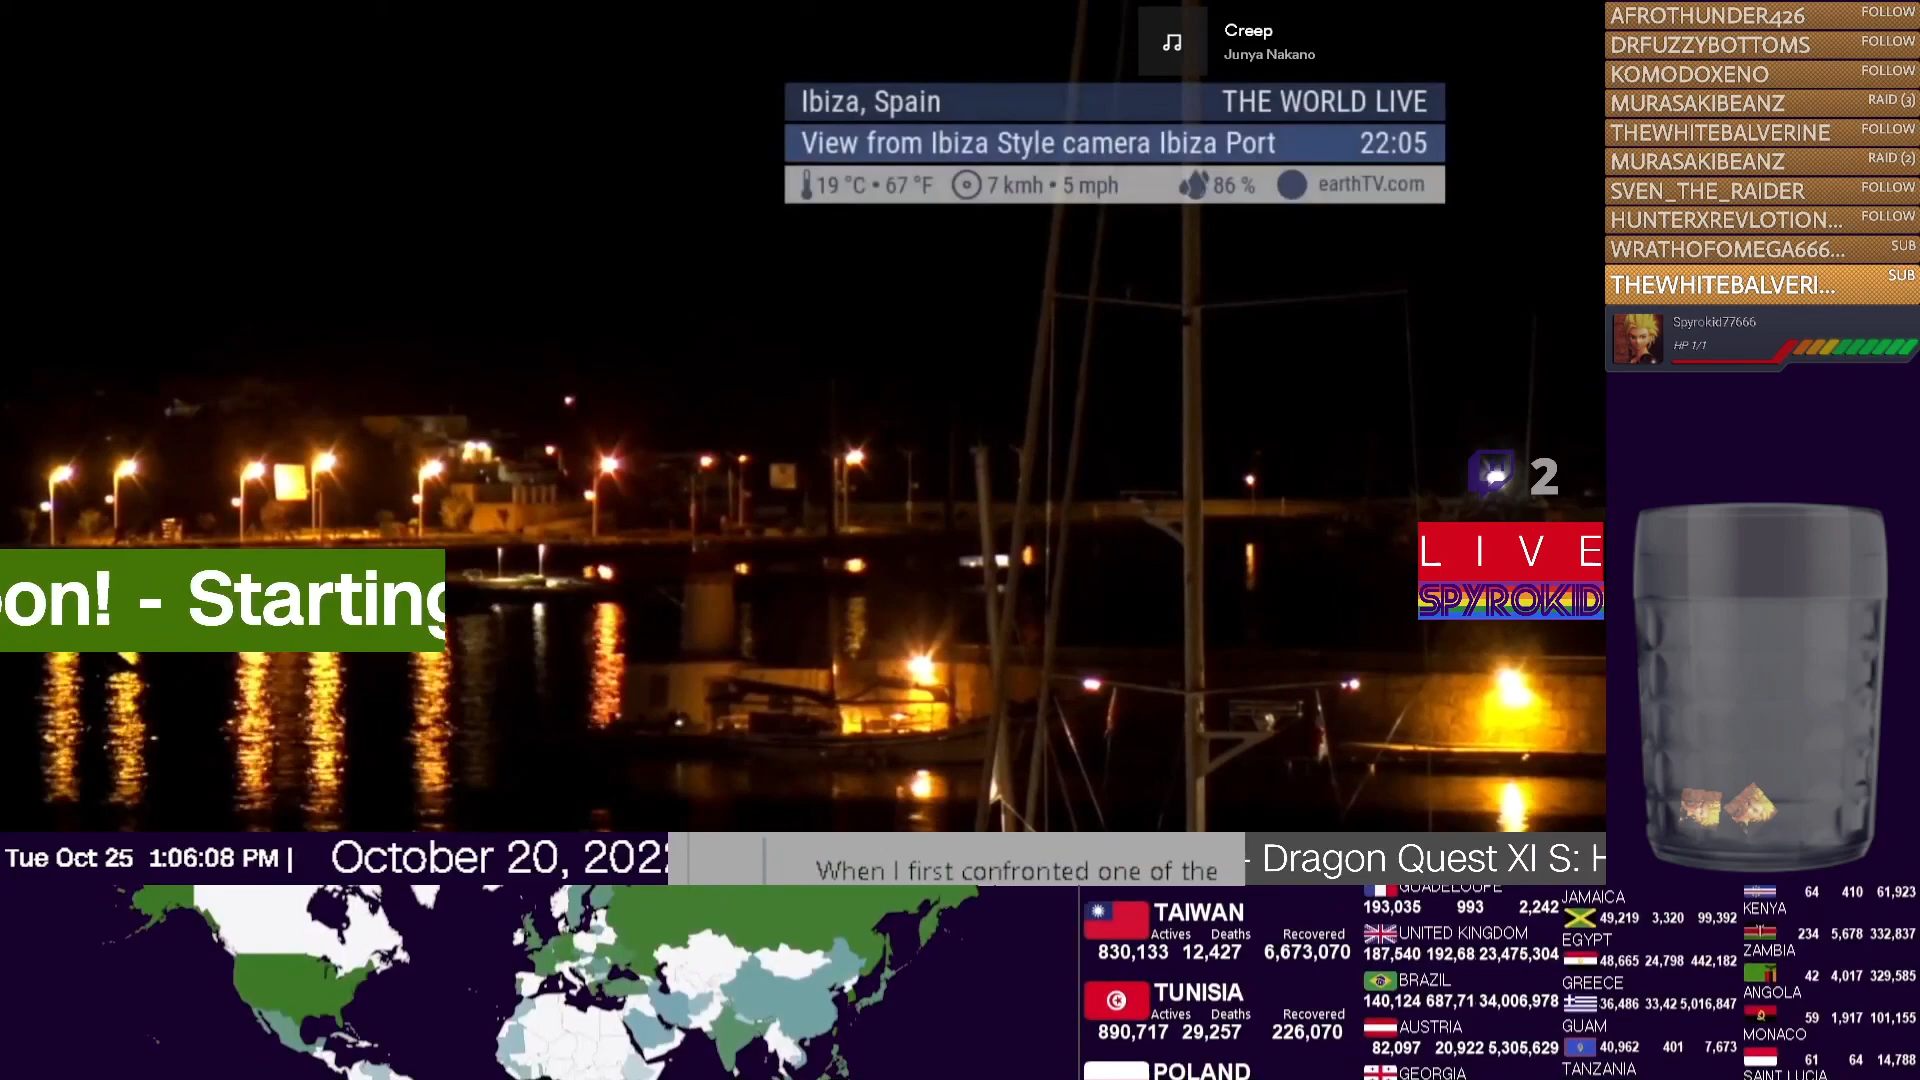 Creep
Junya Nakano
Ibiza, Spain THE WORLD LIVE
View from Ibiza Style camera Ibiza Port 22:05
19 °C • 67 °F 7 kmh • 5 mph 86 % earthTV.com
AFROTHUNDER426 FOLLOW
DRFUZZYBOTTOMS FOLLOW
KOMODOXENO FOLLOW
MURASAKIBEANZ RAID (3)
THEWHITEBALVERINE FOLLOW
MURASAKIBEANZ RAID (2)
SVEN_THE_RAIDER FOLLOW
HUNTERXREVLOTION... FOLLOW
WRATHOFOMEGA666... SUB
THEWHITEBALVERI... SUB
Spyrokid77666
HP 1/1
2
LIVE
SPYROKID
oon! - Starting
Tue Oct 25 1:06:08 PM | October 20, 2022
When I first confronted one of the
- Dragon Quest XI S: H
TAIWAN
Actives Deaths Recovered
830,133 12,427 6,673,070
TUNISIA
Actives Deaths Recovered
890,717 29,257 226,070
POLAND
GUADELOUPE
193,035 993 2,242
UNITED KINGDOM
187,540 192,68 23,475,304
BRAZIL
140,124 687,71 34,006,978
AUSTRIA
82,097 20,922 5,305,629
GEORGIA
JAMAICA
49,219 3,320 99,392
EGYPT
48,665 24,798 442,182
GREECE
36,486 33,42 5,016,847
GUAM
40,962 401 7,673
TANZANIA
64 410 61,923
KENYA
234 5,678 332,837
ZAMBIA
42 4,017 329,585
ANGOLA
59 1,917 101,155
MONACO
61 64 14,788
SAINT LUCIA